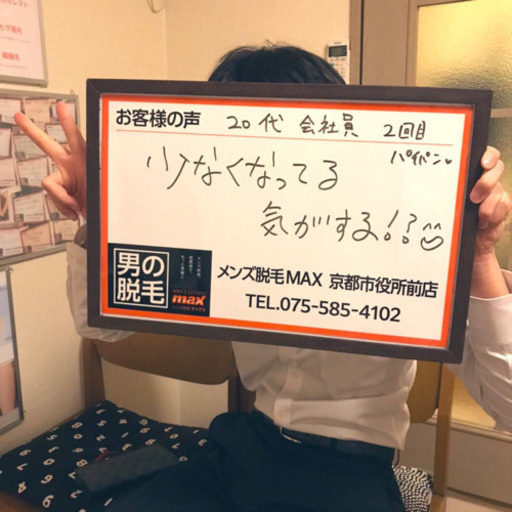 お客様の声 20代 会社員 2回目
パイパン♡
少なくなってる
気がする!?
男の脱毛
max
メンズ脱毛MAX 京都市役所前店
TEL.075-585-4102